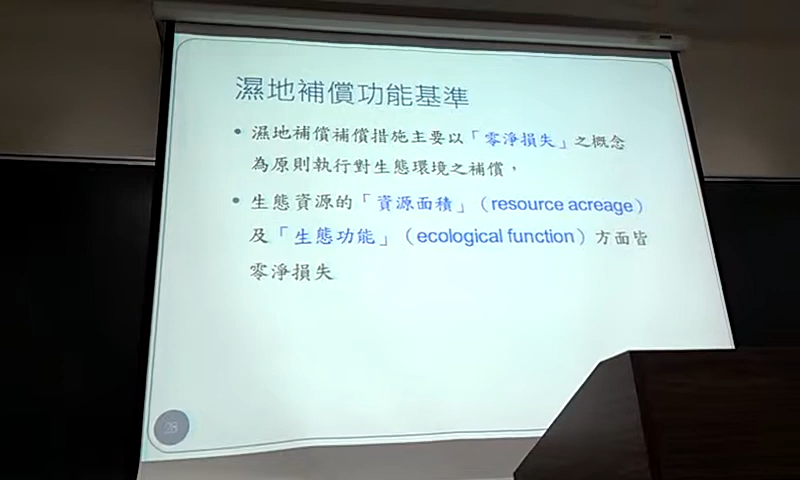 濕地補償功能基準
• 濕地補償補償措施主要以「零淨損失」之概念
為原則執行對生態環境之補償，
• 生態資源的「資源面積」（resource acreage）
及「生態功能」（ecological function）方面皆
零淨損失
28